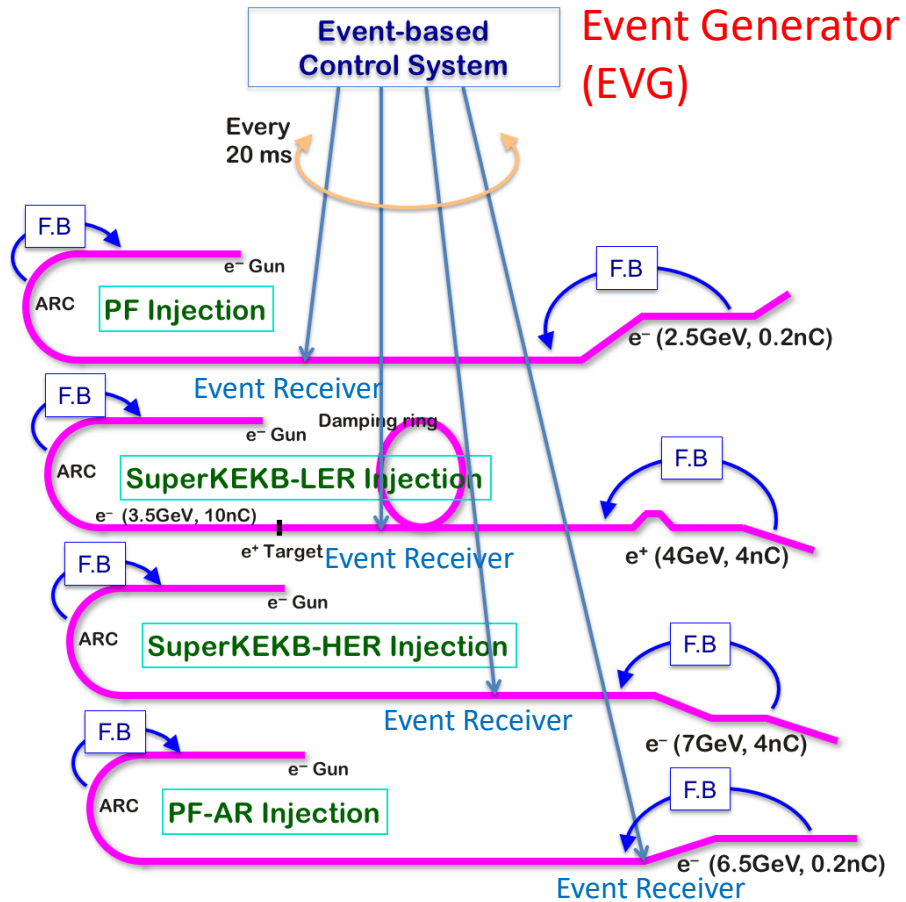 Event-based
Control System
Event Generator
(EVG)
Every
20 ms
F.B
e⁻ Gun
ARC
PF Injection
F.B
e⁻ (2.5GeV, 0.2nC)
Event Receiver
F.B
e⁻ Gun
Damping ring
ARC
SuperKEKB-LER Injection
F.B
e⁻ (3.5GeV, 10nC)
e⁺ Target
Event Receiver
e⁺ (4GeV, 4nC)
F.B
e⁻ Gun
ARC
SuperKEKB-HER Injection
F.B
Event Receiver
e⁻ (7GeV, 4nC)
F.B
e⁻ Gun
ARC
PF-AR Injection
F.B
e⁻ (6.5GeV, 0.2nC)
Event Receiver